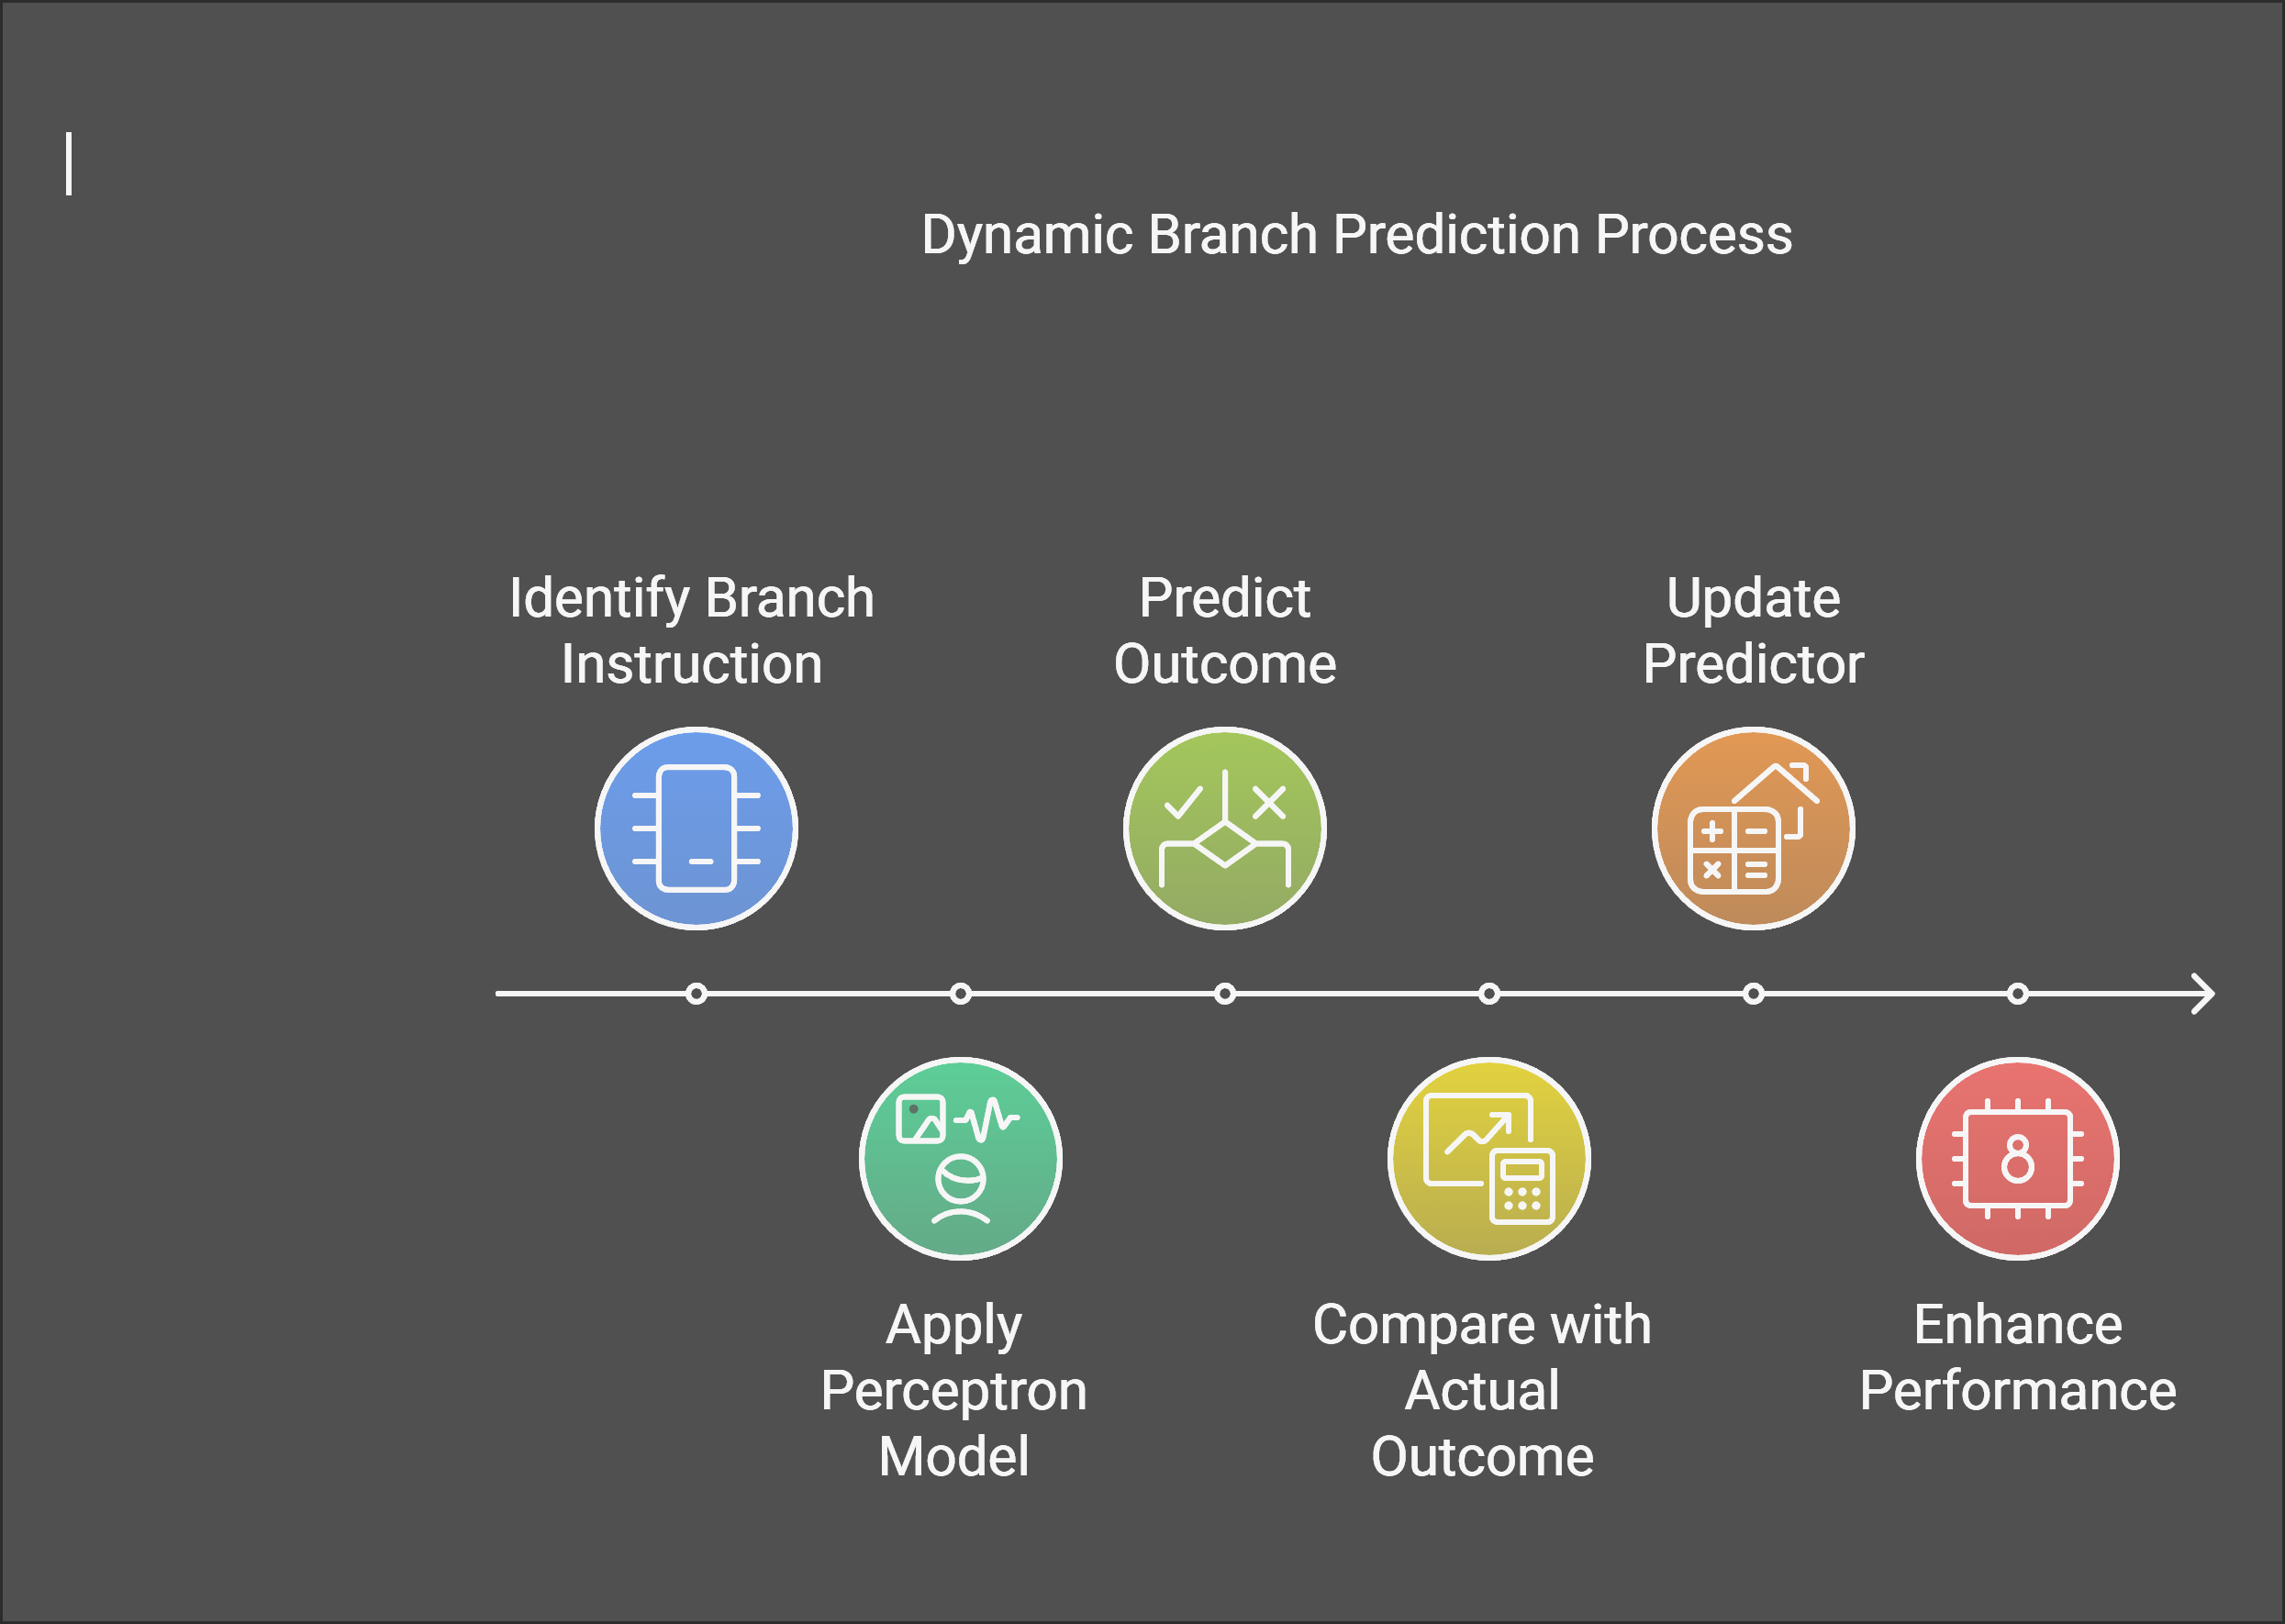 Dynamic Branch Prediction Process
Identify Branch
Instruction
Predict
Outcome
Update
Predictor
Apply
Perceptron
Model
Compare with
Actual
Outcome
Enhance
Performance